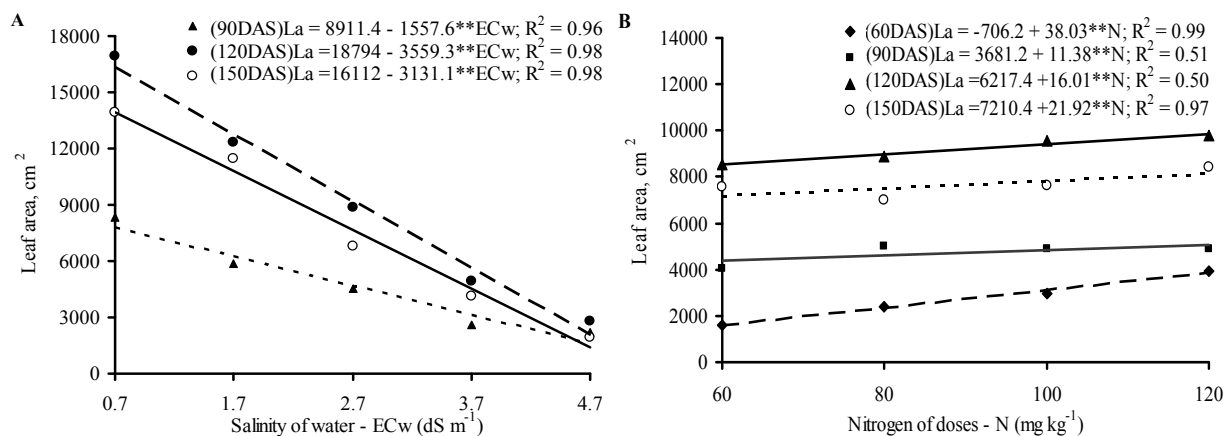 A
(90DAS)La = 8911.4 - 1557.6**ECw; R² = 0.96
(120DAS)La =18794 - 3559.3**ECw; R² = 0.98
(150DAS)La =16112 - 3131.1**ECw; R² = 0.98
18000
15000
12000
9000
6000
3000
0
Leaf area, cm²
0.7 1.7 2.7 3.7 4.7
Salinity of water - ECw (dS m⁻¹)
B
(60DAS)La = -706.2 + 38.03**N; R² = 0.99
(90DAS)La = 3681.2 + 11.38**N; R² = 0.51
(120DAS)La =6217.4 +16.01**N; R² = 0.50
(150DAS)La =7210.4 +21.92**N; R² = 0.97
14000
12000
10000
8000
6000
4000
2000
0
Leaf area, cm²
60 80 100 120
Nitrogen of doses - N (mg kg⁻¹)